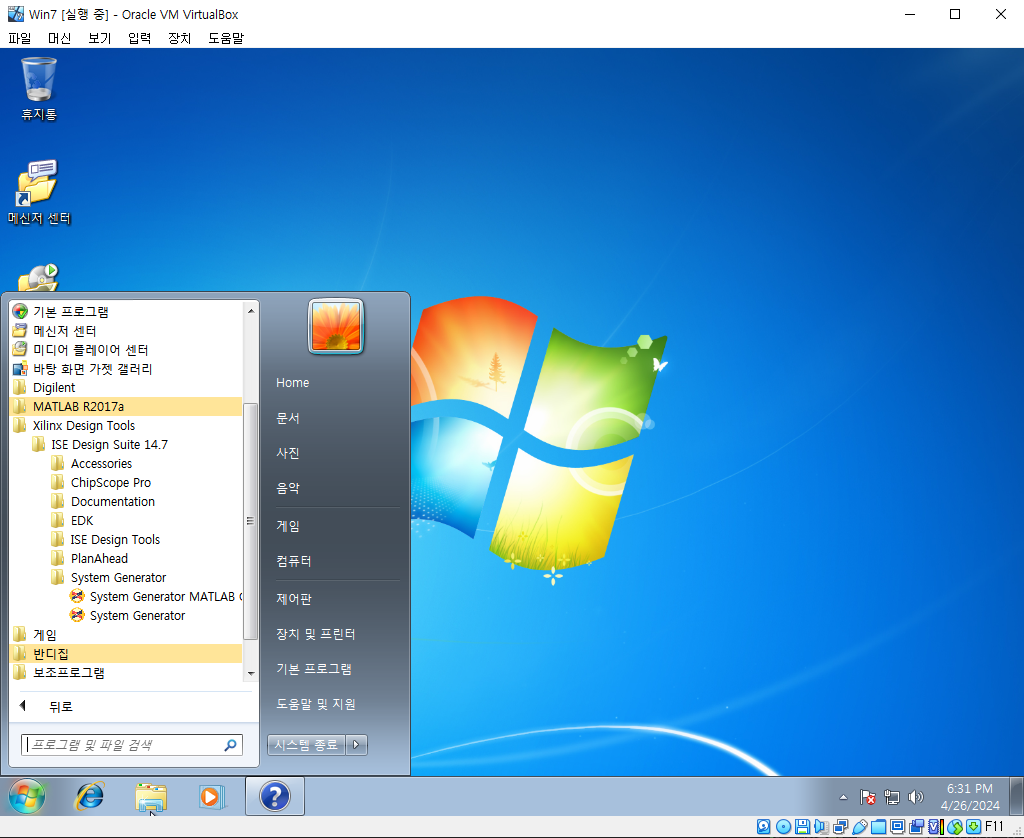 Win7 [실행 중] - Oracle VM VirtualBox
파일 머신 보기 입력 장치 도움말
휴지통
메신저 센터
기본 프로그램
메신저 센터
미디어 플레이어 센터
바탕 화면 가젯 갤러리
Digilent
MATLAB R2017a
Xilinx Design Tools
ISE Design Suite 14.7
Accessories
ChipScope Pro
Documentation
EDK
ISE Design Tools
PlanAhead
System Generator
System Generator MATLAB
System Generator
게임
반디집
보조프로그램
뒤로
프로그램 및 파일 검색
Home
문서
사진
음악
게임
컴퓨터
제어판
장치 및 프린터
기본 프로그램
도움말 및 지원
시스템 종료
6:31 PM
4/26/2024
F11